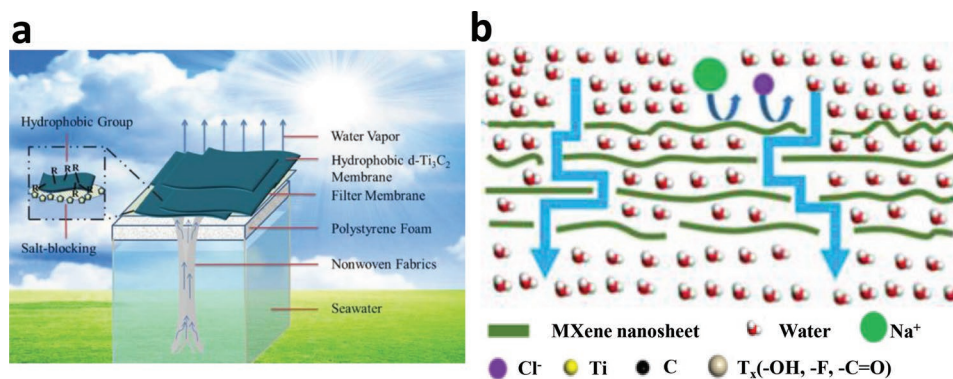 a
Hydrophobic Group
R
R
RR
R
R
Salt-blocking
Water Vapor
Hydrophobic d-Ti₃C₂
Membrane
Filter Membrane
Polystyrene Foam
Nonwoven Fabrics
Seawater
b
MXene nanosheet
Water
Na⁺
Cl⁻
Ti
C
Tₓ(-OH, -F, -C=O)